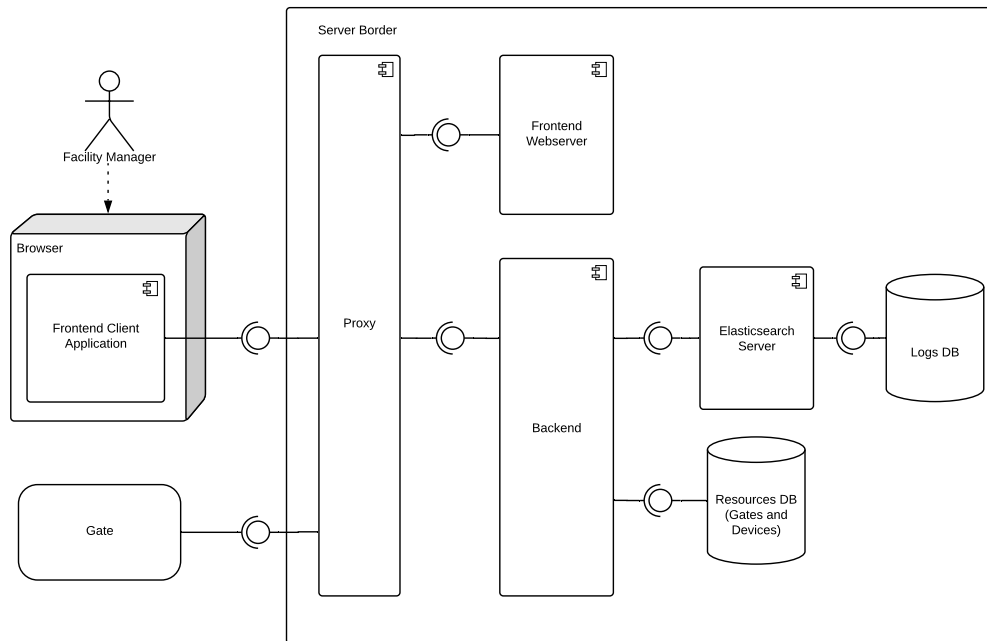 Server Border
Facility Manager
Browser
Frontend Client
Application
Gate
Proxy
Frontend
Webserver
Backend
Elasticsearch
Server
Logs DB
Resources DB
(Gates and
Devices)